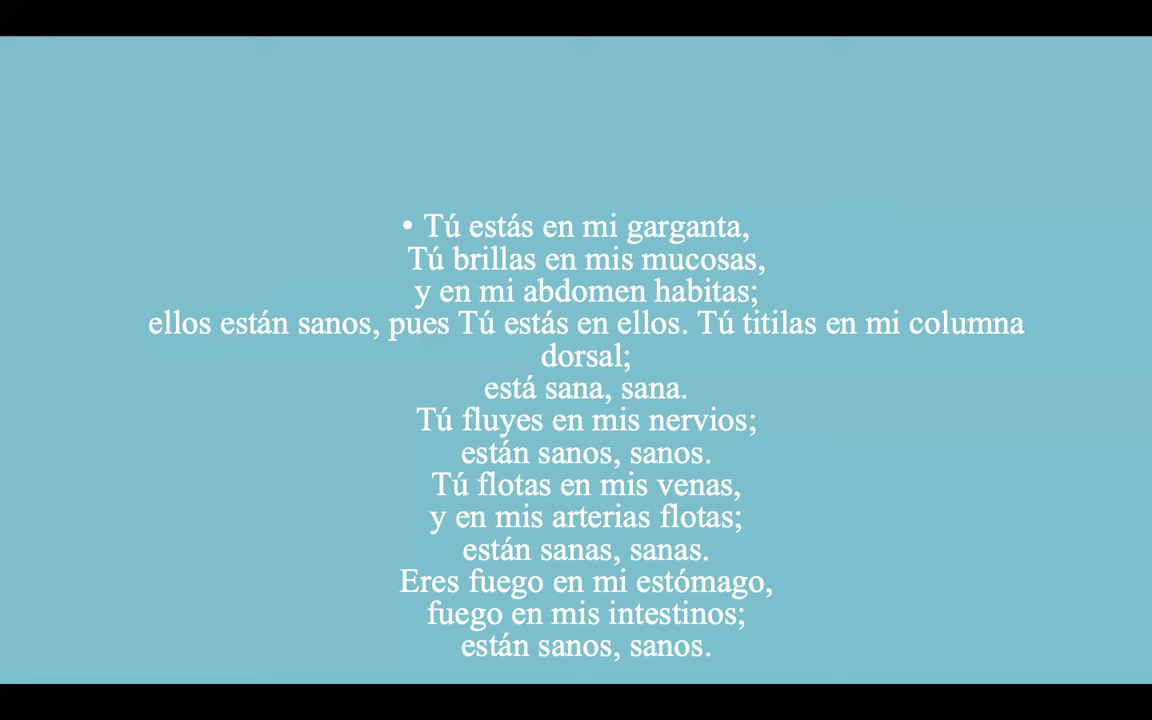 • Tú estás en mi garganta,
Tú brillas en mis mucosas,
y en mi abdomen habitas;
ellos están sanos, pues Tú estás en ellos. Tú titilas en mi columna
dorsal;
está sana, sana.
Tú fluyes en mis nervios;
están sanos, sanos.
Tú flotas en mis venas,
y en mis arterias flotas;
están sanas, sanas.
Eres fuego en mi estómago,
fuego en mis intestinos;
están sanos, sanos.